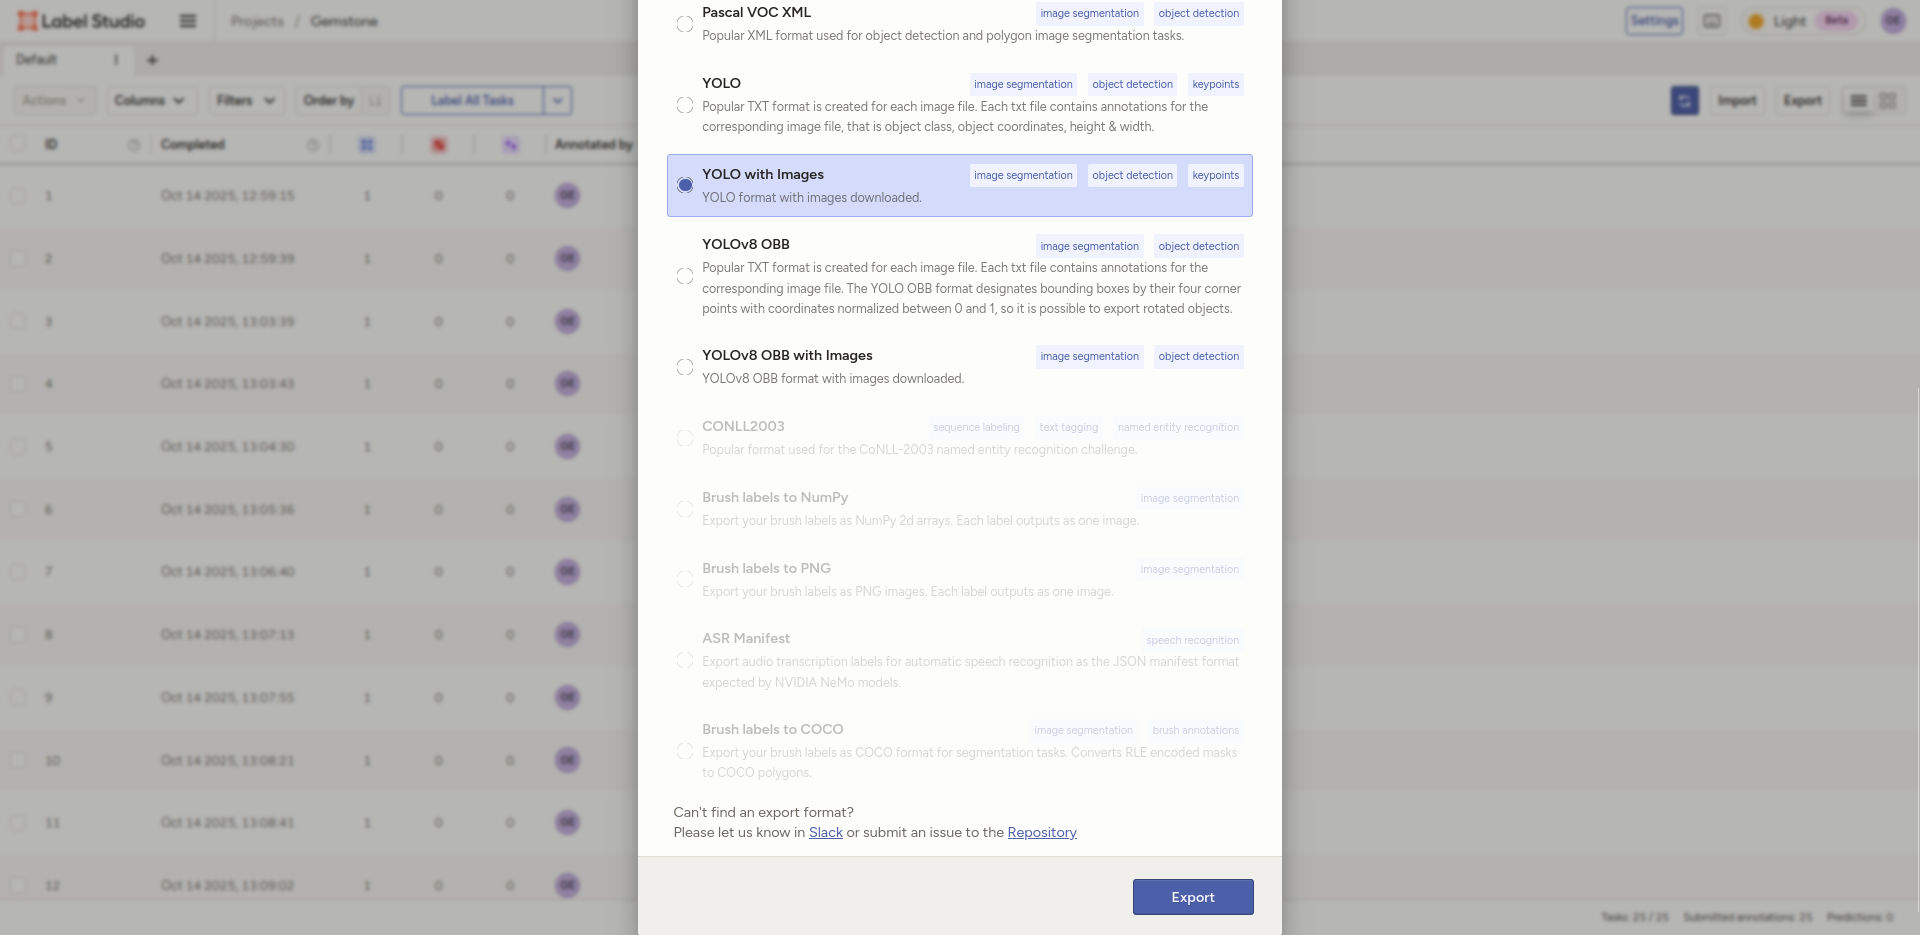 Label Studio
Projects / Gemstone
Settings
Light Beta
OE
Default
Actions
Columns
Filters
Order by
Label All Tasks
Import
Export
ID Completed Annotated by
1 Oct 14 2025, 12:59:15 1 0 0 OE
2 Oct 14 2025, 12:59:39 1 0 0 OE
3 Oct 14 2025, 13:03:39 1 0 0 OE
4 Oct 14 2025, 13:03:43 1 0 0 OE
5 Oct 14 2025, 13:04:30 1 0 0 OE
6 Oct 14 2025, 13:05:36 1 0 0 OE
7 Oct 14 2025, 13:06:40 1 0 0 OE
8 Oct 14 2025, 13:07:13 1 0 0 OE
9 Oct 14 2025, 13:07:55 1 0 0 OE
10 Oct 14 2025, 13:08:21 1 0 0 OE
11 Oct 14 2025, 13:08:41 1 0 0 OE
12 Oct 14 2025, 13:09:02 1 0 0 OE
Pascal VOC XML image segmentation object detection
Popular XML format used for object detection and polygon image segmentation tasks.
YOLO image segmentation object detection keypoints
Popular TXT format is created for each image file. Each txt file contains annotations for the
corresponding image file, that is object class, object coordinates, height & width.
YOLO with Images image segmentation object detection keypoints
YOLO format with images downloaded.
YOLOv8 OBB image segmentation object detection
Popular TXT format is created for each image file. Each txt file contains annotations for the
corresponding image file. The YOLO OBB format designates bounding boxes by their four corner
points with coordinates normalized between 0 and 1, so it is possible to export rotated objects.
YOLOv8 OBB with Images image segmentation object detection
YOLOv8 OBB format with images downloaded.
CONLL2003 sequence labeling text tagging named entity recognition
Popular format used for the CoNLL-2003 named entity recognition challenge.
Brush labels to NumPy image segmentation
Export your brush labels as NumPy 2d arrays. Each label outputs as one image.
Brush labels to PNG image segmentation
Export your brush labels as PNG images. Each label outputs as one image.
ASR Manifest speech recognition
Export audio transcription labels for automatic speech recognition as the JSON manifest format
expected by NVIDIA NeMo models.
Brush labels to COCO image segmentation brush annotations
Export your brush labels as COCO format for segmentation tasks. Converts RLE encoded masks
to COCO polygons.
Can't find an export format?
Please let us know in Slack or submit an issue to the Repository
Export
Tasks: 25 / 25 Submitted annotations: 25 Predictions: 0